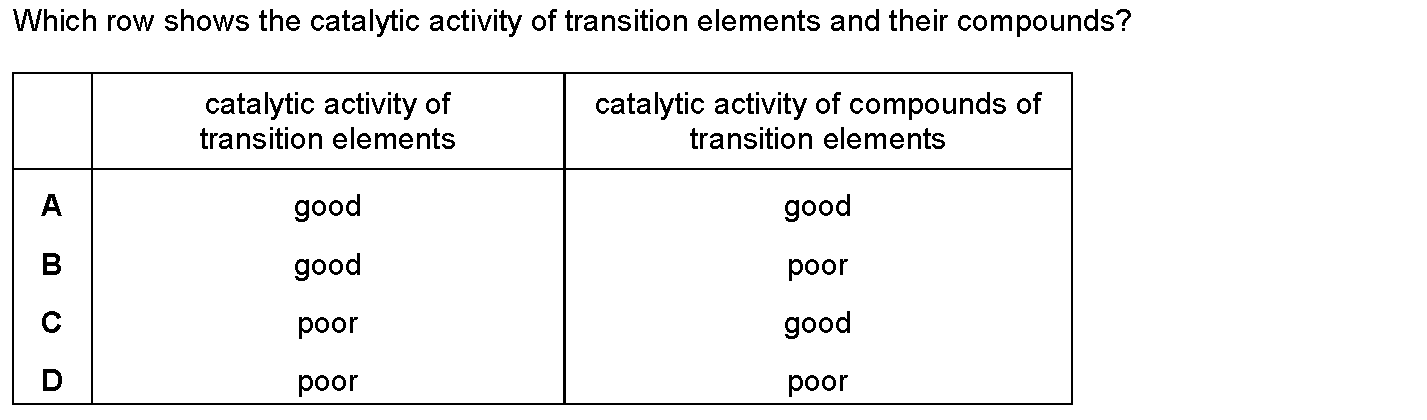 Which row shows the catalytic activity of transition elements and their compounds?
catalytic activity of
transition elements
catalytic activity of compounds of
transition elements
A good good
B good poor
C poor good
D poor poor